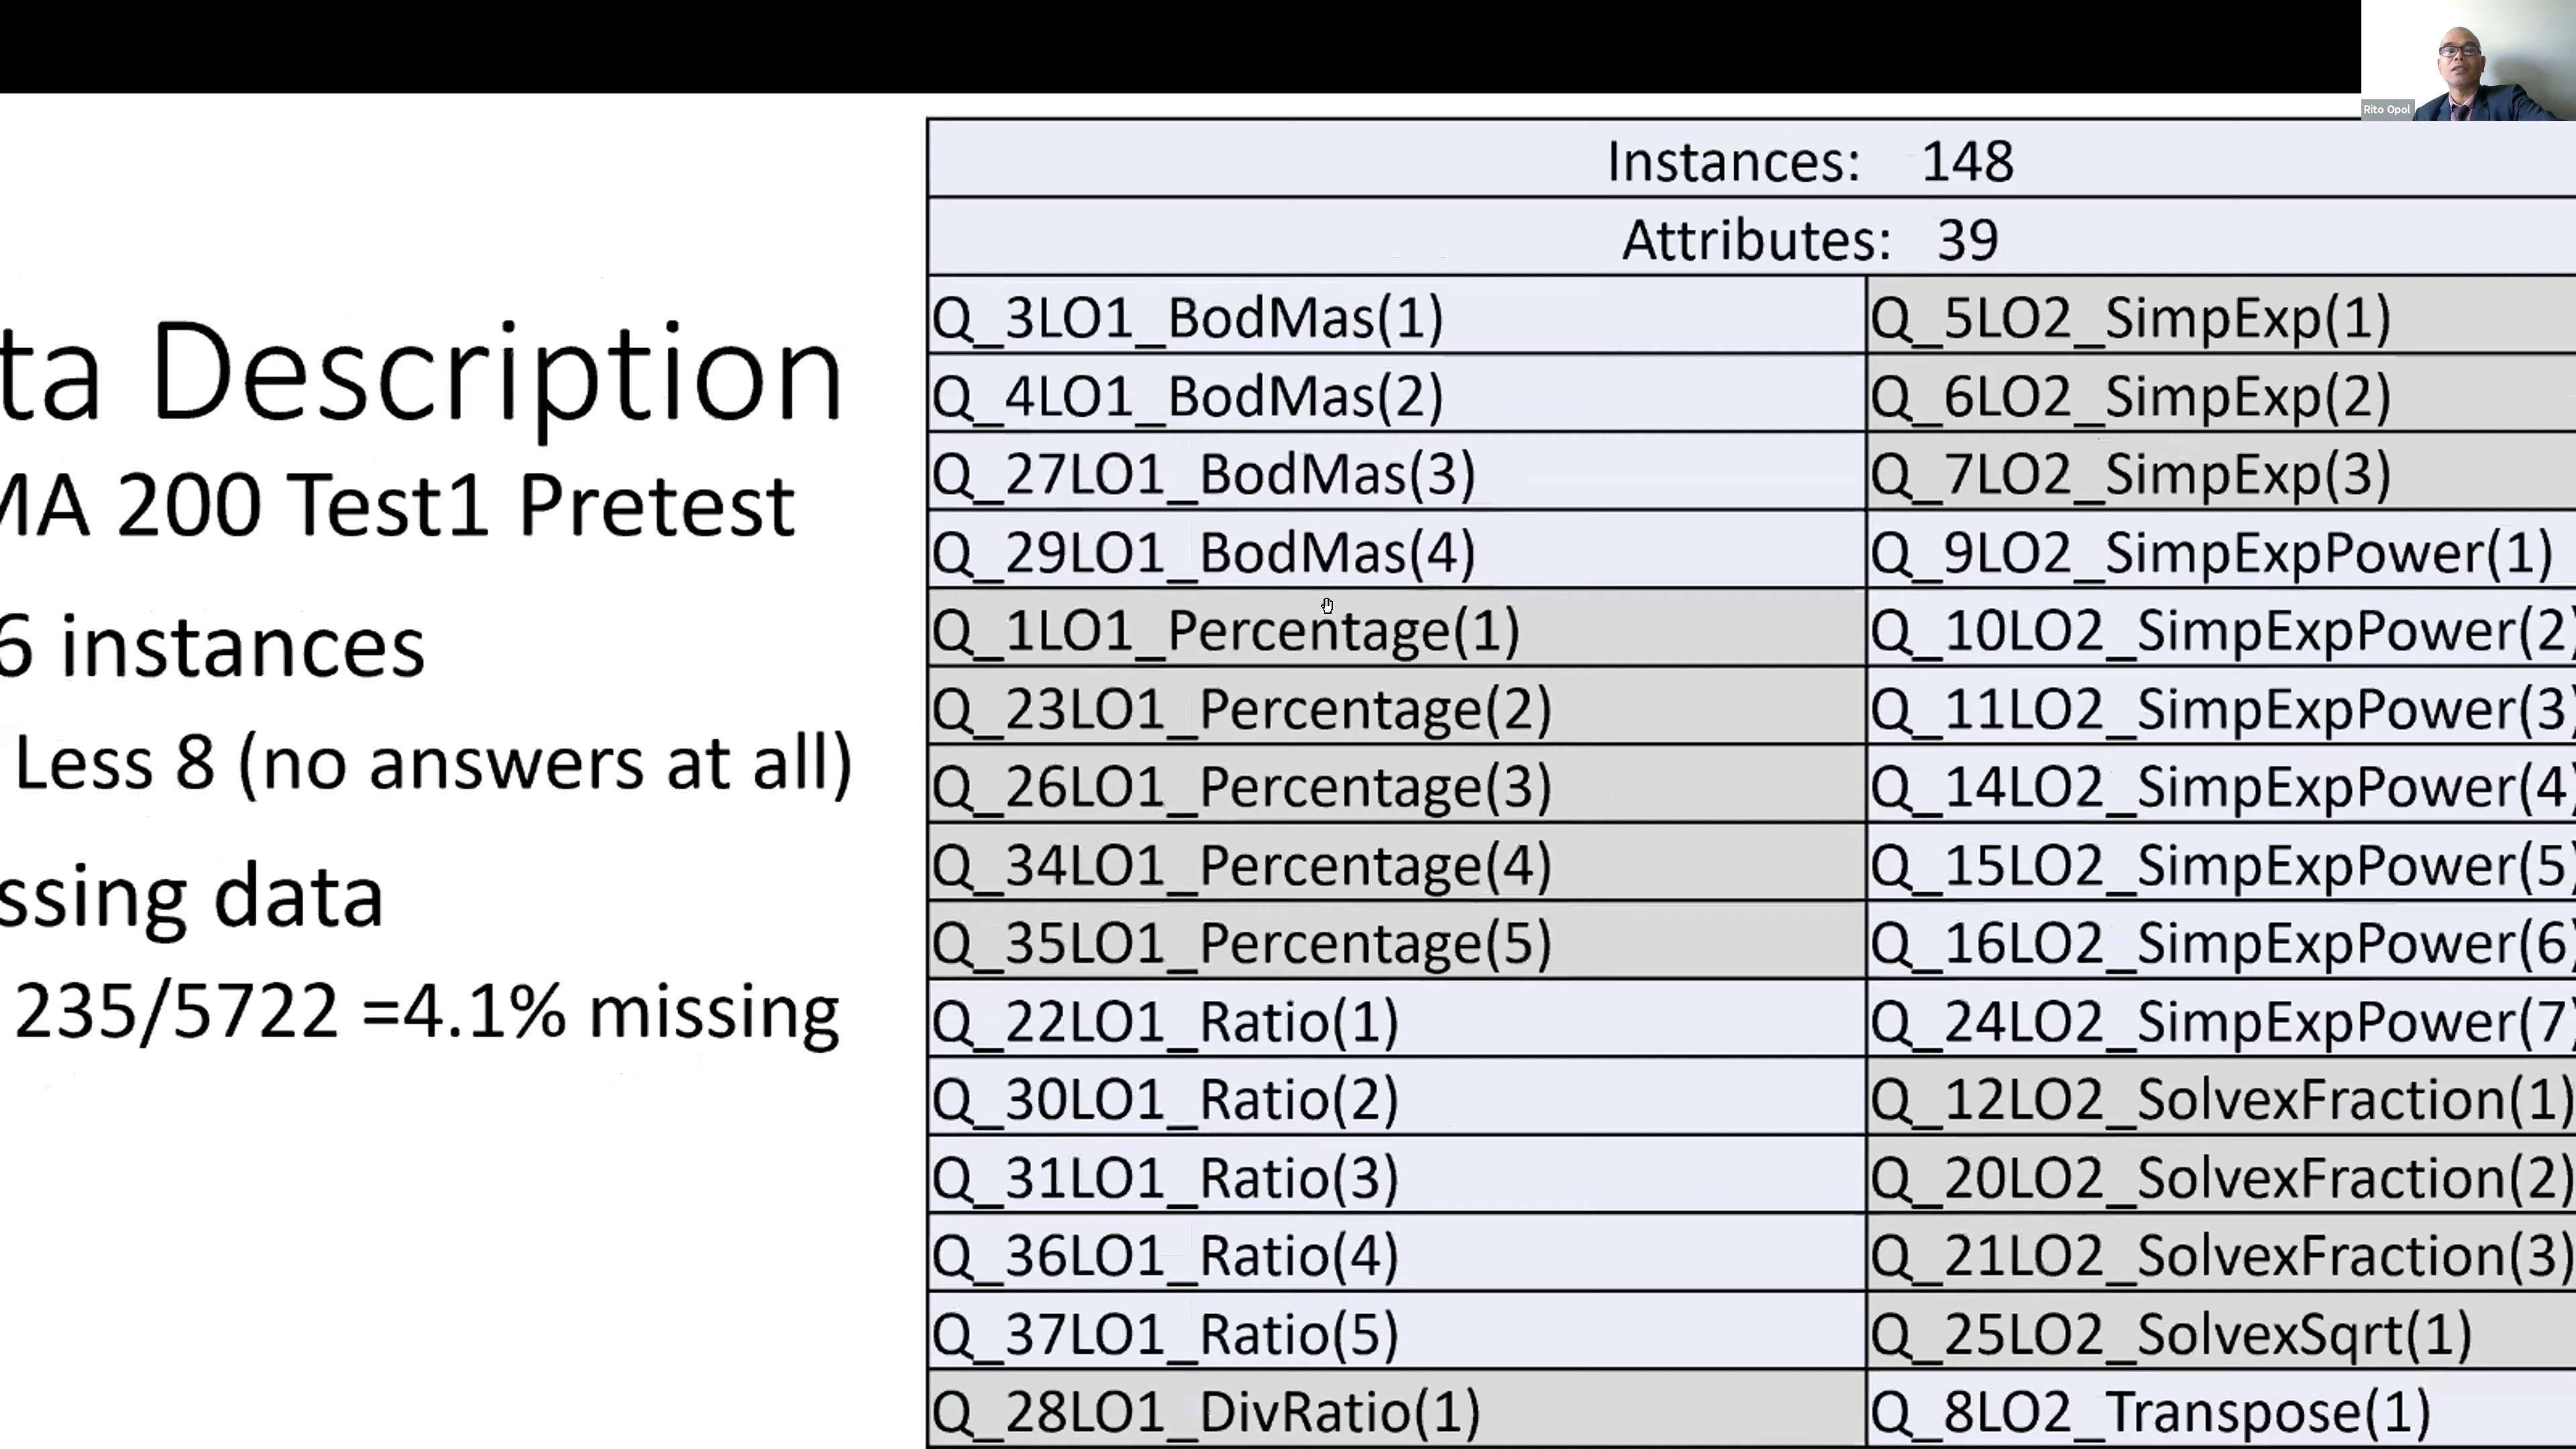 Rito Opol
ta Description
MA 200 Test1 Pretest
6 instances
Less 8 (no answers at all)
ssing data
235/5722 =4.1% missing
Instances: 148
Attributes: 39
Q_3LO1_BodMas(1) Q_5LO2_SimpExp(1)
Q_4LO1_BodMas(2) Q_6LO2_SimpExp(2)
Q_27LO1_BodMas(3) Q_7LO2_SimpExp(3)
Q_29LO1_BodMas(4) Q_9LO2_SimpExpPower(1)
Q_1LO1_Percentage(1) Q_10LO2_SimpExpPower(2)
Q_23LO1_Percentage(2) Q_11LO2_SimpExpPower(3)
Q_26LO1_Percentage(3) Q_14LO2_SimpExpPower(4)
Q_34LO1_Percentage(4) Q_15LO2_SimpExpPower(5)
Q_35LO1_Percentage(5) Q_16LO2_SimpExpPower(6)
Q_22LO1_Ratio(1) Q_24LO2_SimpExpPower(7)
Q_30LO1_Ratio(2) Q_12LO2_SolvexFraction(1)
Q_31LO1_Ratio(3) Q_20LO2_SolvexFraction(2)
Q_36LO1_Ratio(4) Q_21LO2_SolvexFraction(3)
Q_37LO1_Ratio(5) Q_25LO2_SolvexSqrt(1)
Q_28LO1_DivRatio(1) Q_8LO2_Transpose(1)